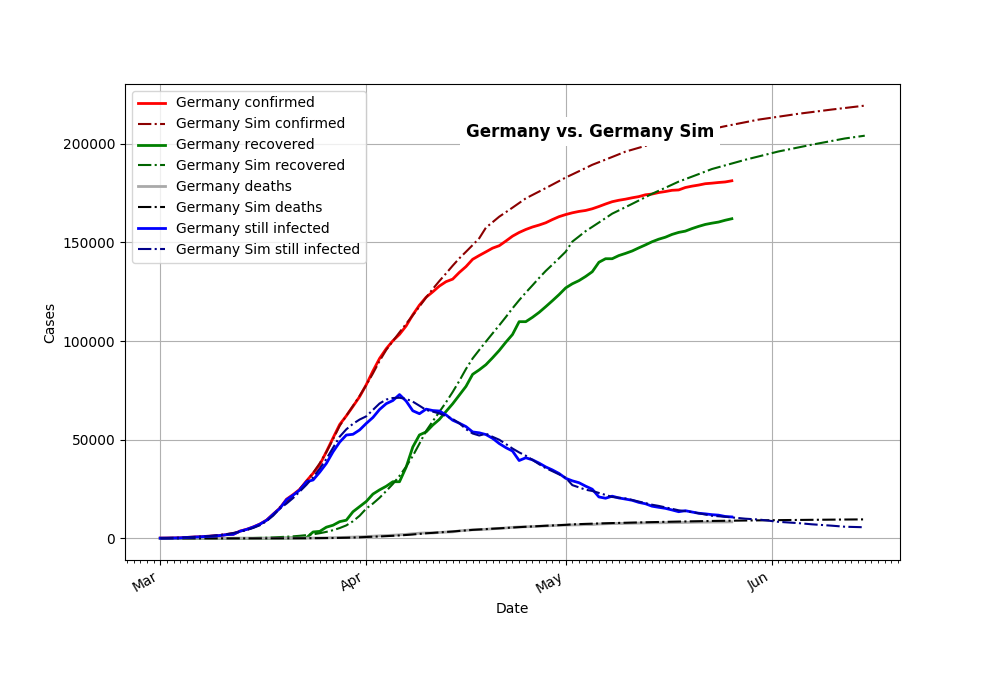 Germany confirmed
Germany Sim confirmed
Germany recovered
Germany Sim recovered
Germany deaths
Germany Sim deaths
Germany still infected
Germany Sim still infected
Germany vs. Germany Sim
200000
150000
100000
50000
0
Cases
Mar
Apr
May
Jun
Date